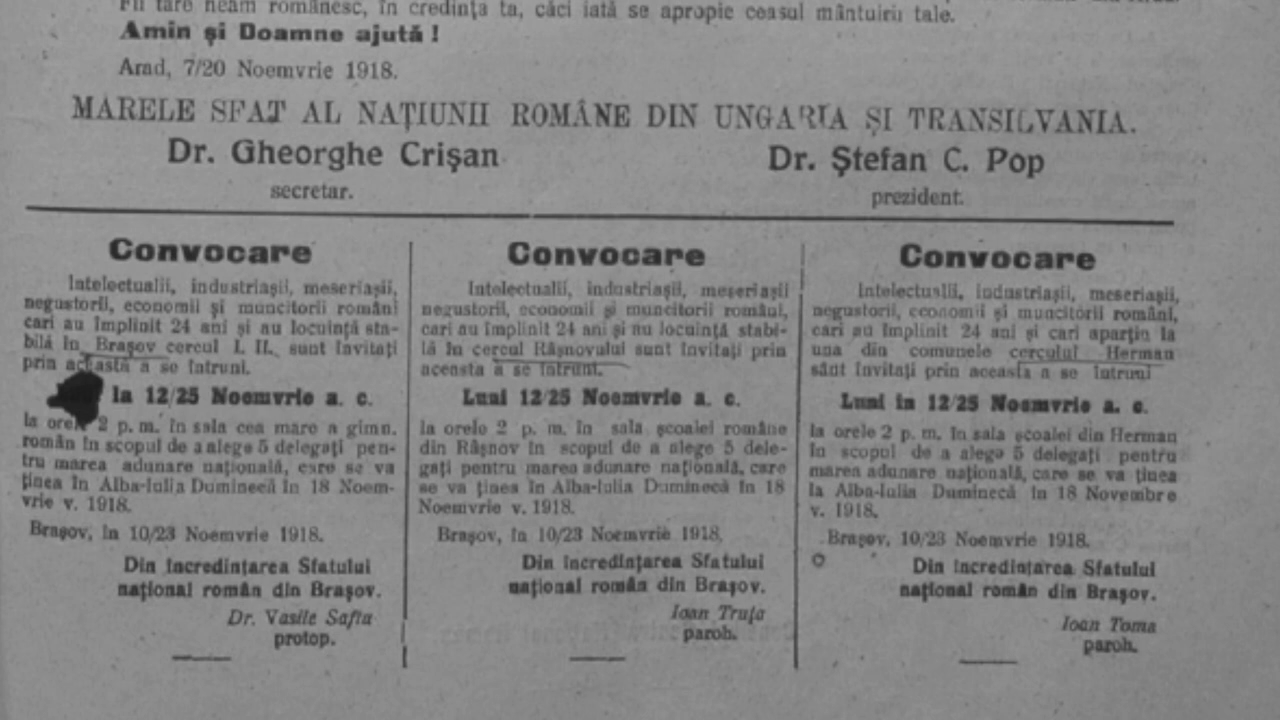 Fii tare neam românesc, în credința ta, căci iată se apropie ceasul mântuirii tale.
Amin și Doamne ajută!
Arad, 7/20 Noemvrie 1918.
MARELE SFAT AL NAȚIUNII ROMÂNE DIN UNGARIA ȘI TRANSILVANIA.
Dr. Gheorghe Crișan
secretar.
Dr. Ștefan C. Pop
prezident.
Convocare
Intelectualii, industriașii, meseriașii,
negustorii, economii și muncitorii români
cari au împlinit 24 ani și au locuință sta-
bilă în Brașov cercul I. II. sunt invitați
prin aceasta a se întruni.
la 12/25 Noemvrie a. c.
la orele 2 p. m. în sala cea mare a gimn.
român în scopul de a alege 5 delegați pen-
tru marea adunare națională, care se va
ținea în Alba-Iulia Duminecă în 18 Noem-
vrie v. 1918.
Brașov, în 10/23 Noemvrie 1918.
Din încredințarea Sfatului
național român din Brașov.
Dr. Vasile Saftu
protop.
Convocare
Intelectualii, industriașii, meseriașii
negustorii, economii și muncitorii români,
cari au împlinit 24 ani și au locuință stabi-
lă în cercul Râșnovului sunt invitați prin
aceasta a se întruni.
Luni 12/25 Noemvrie a. c.
la orele 2 p. m. în sala școalei române
din Râșnov în scopul de a alege 5 dele-
gați pentru marea adunare națională, care
se va ținea în Alba-Iulia Duminecă în 18
Noemvrie v. 1918.
Brașov, în 10/23 Noemvrie 1918.
Din încredințarea Sfatului
național român din Brașov.
Ioan Truța
paroh.
Convocare
Intelectualii, industriașii, meseriașii,
negustorii, economii și muncitorii români,
cari au împlinit 24 ani și cari aparțin la
una din comunele cercului Herman
sânt invitați prin aceasta a se întruni
Luni în 12/25 Noemvrie a. c.
la orele 2 p. m. în sala școalei din Herman
în scopul de a alege 5 delegați pentru
marea adunare națională, care se va ținea
la Alba-Iulia Duminecă în 18 Novembre
v. 1918.
Brașov, 10/23 Noemvrie 1918.
Din încredințarea Sfatului
național român din Brașov.
Ioan Toma
paroh.